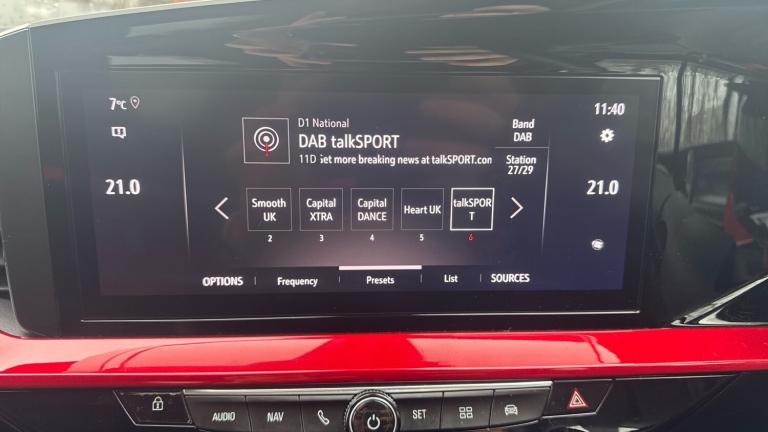 7°C
11:40
D1 National
DAB talkSPORT
11D iet more breaking news at talkSPORT.con
Band
DAB
Station
27/29
21.0
21.0
Smooth
UK
Capital
XTRA
Capital
DANCE
Heart UK
talkSPOR
T
2
3
4
5
6
OPTIONS
Frequency
Presets
List
SOURCES
AUDIO
NAV
SET